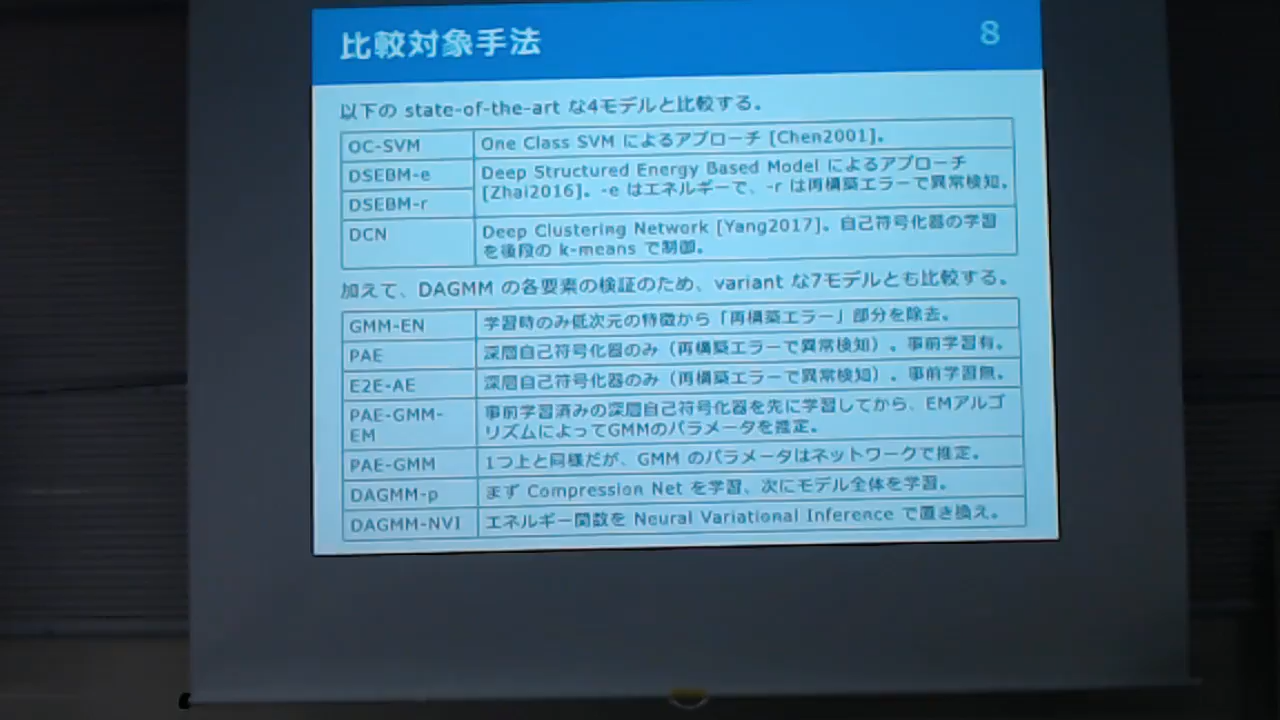 比較対象手法
8
以下の state-of-the-art な4モデルと比較する。
OC-SVM
One Class SVM によるアプローチ [Chen2001]。
DSEBM-e
DSEBM-r
Deep Structured Energy Based Model によるアプローチ
[Zhai2016]。-e はエネルギーで、-r は再構築エラーで異常検知。
DCN
Deep Clustering Network [Yang2017]。自己符号化器の学習
を後段の k-means で制御。
加えて、DAGMM の各要素の検証のため、variant な7モデルとも比較する。
GMM-EN
学習時のみ低次元の特徴から「再構築エラー」部分を除去。
PAE
深層自己符号化器のみ（再構築エラーで異常検知）。事前学習有。
E2E-AE
深層自己符号化器のみ（再構築エラーで異常検知）。事前学習無。
PAE-GMM-
EM
事前学習済みの深層自己符号化器を先に学習してから、EMアルゴ
リズムによってGMMのパラメータを推定。
PAE-GMM
1つ上と同様だが、GMM のパラメータはネットワークで推定。
DAGMM-p
まず Compression Net を学習、次にモデル全体を学習。
DAGMM-NVI
エネルギー関数を Neural Variational Inference で置き換え。